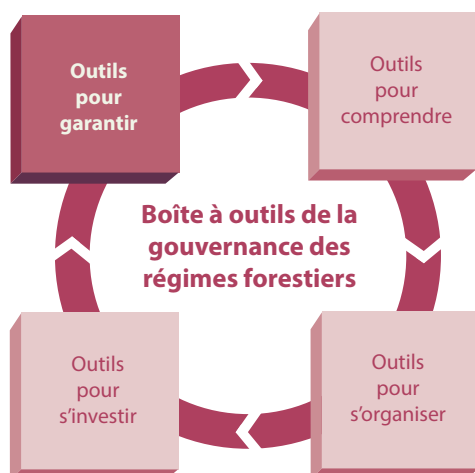 Outils
pour
garantir
Outils
pour
comprendre
Boîte à outils de la
gouvernance des
régimes forestiers
Outils
pour
s’investir
Outils
pour
s’organiser